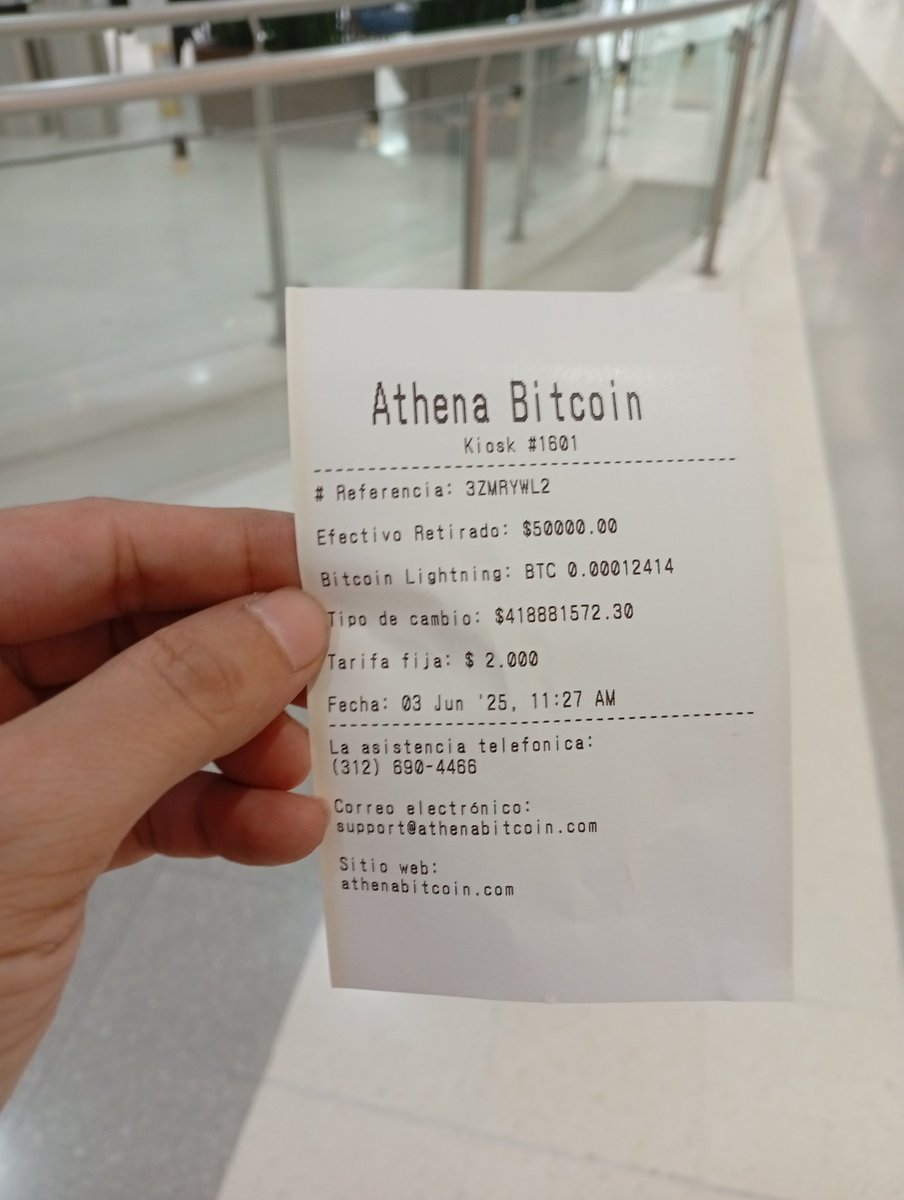 Athena Bitcoin
Kiosk #1601
# Referencia: 3ZMRYWL2
Efectivo Retirado: $50000.00
Bitcoin Lightning: BTC 0.00012414
Tipo de cambio: $418881572.30
Tarifa fija: $ 2.000
Fecha: 03 Jun '25, 11:27 AM
La asistencia telefonica:
(312) 690-4466
Correo electrónico:
support@athenabitcoin.com
Sitio web:
athenabitcoin.com